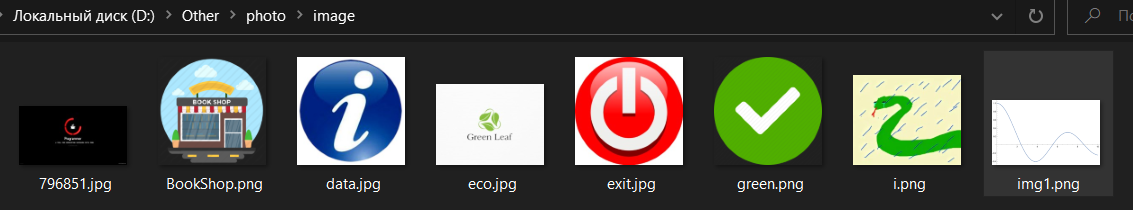 Локальный диск (D:) > Other > photo > image
BOOK SHOP
i
Green Leaf
796851.jpg
BookShop.png
data.jpg
eco.jpg
exit.jpg
green.png
i.png
img1.png